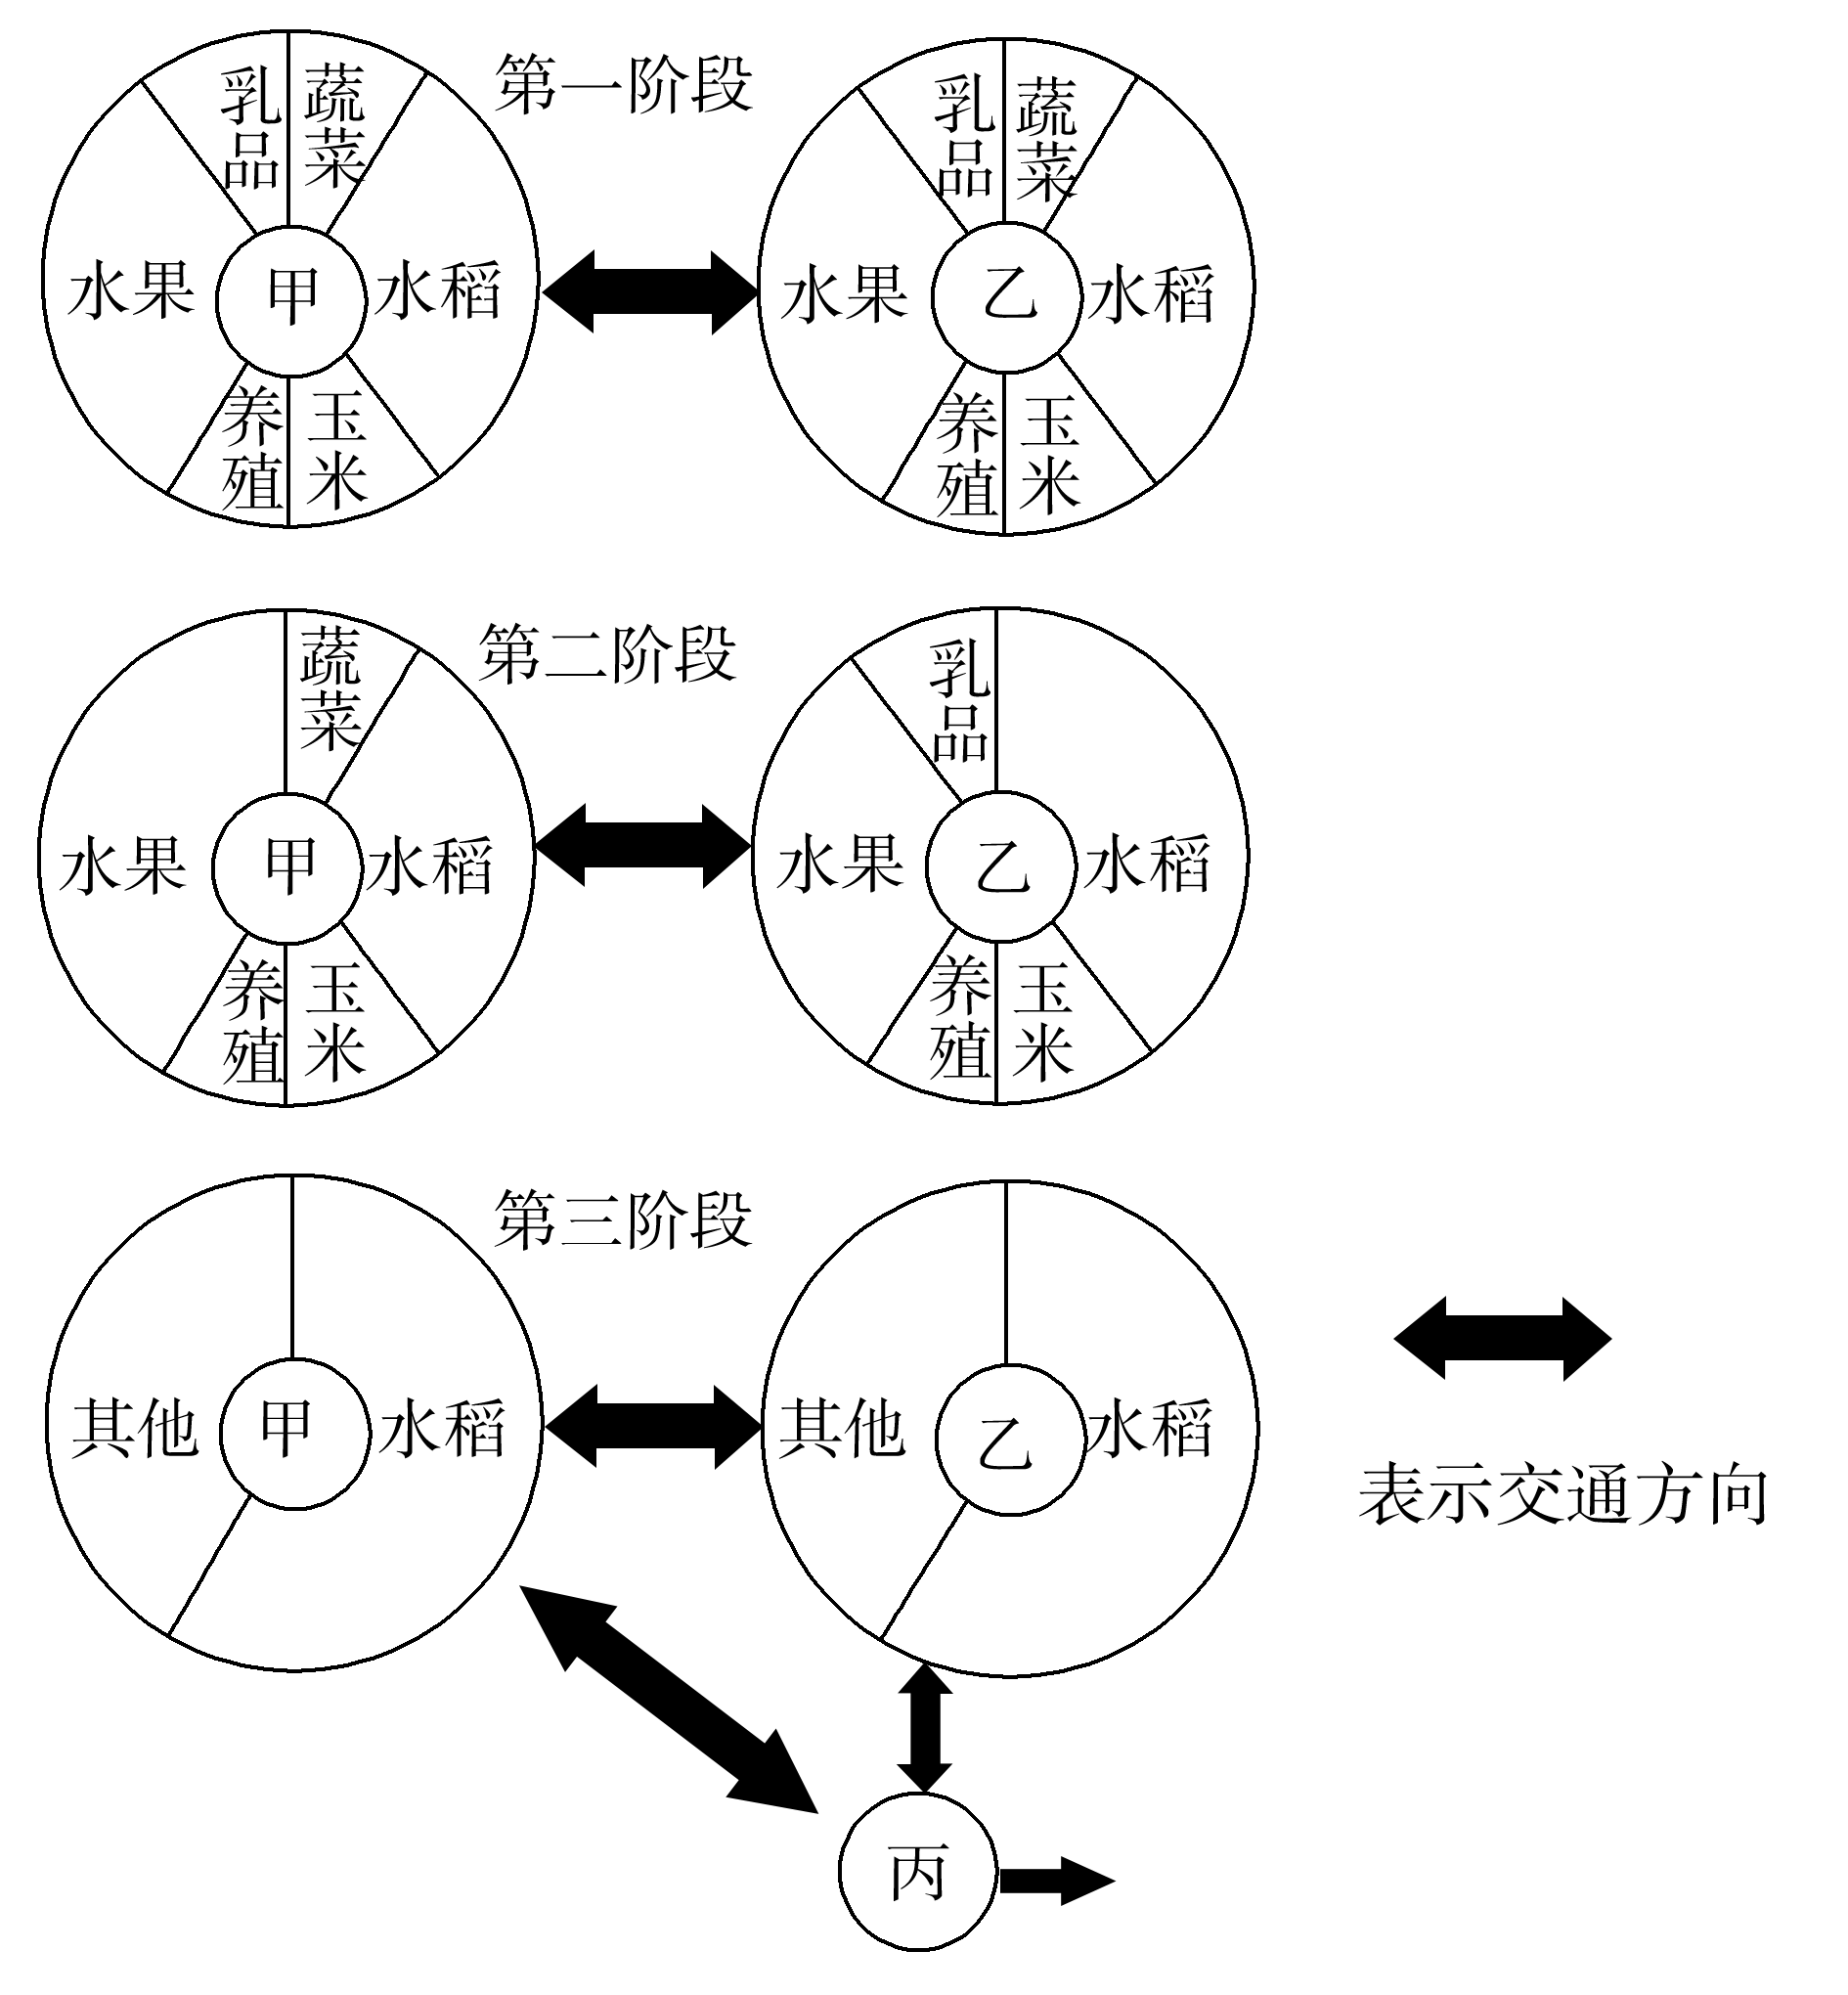 第一阶段
乳品
蔬菜
水果
甲
水稻
养殖
玉米
乳品
蔬菜
水果
乙
水稻
养殖
玉米
第二阶段
蔬菜
水果
甲
水稻
养殖
玉米
乳品
水果
乙
水稻
养殖
玉米
第三阶段
其他
甲
水稻
其他
乙
水稻
表示交通方向
丙